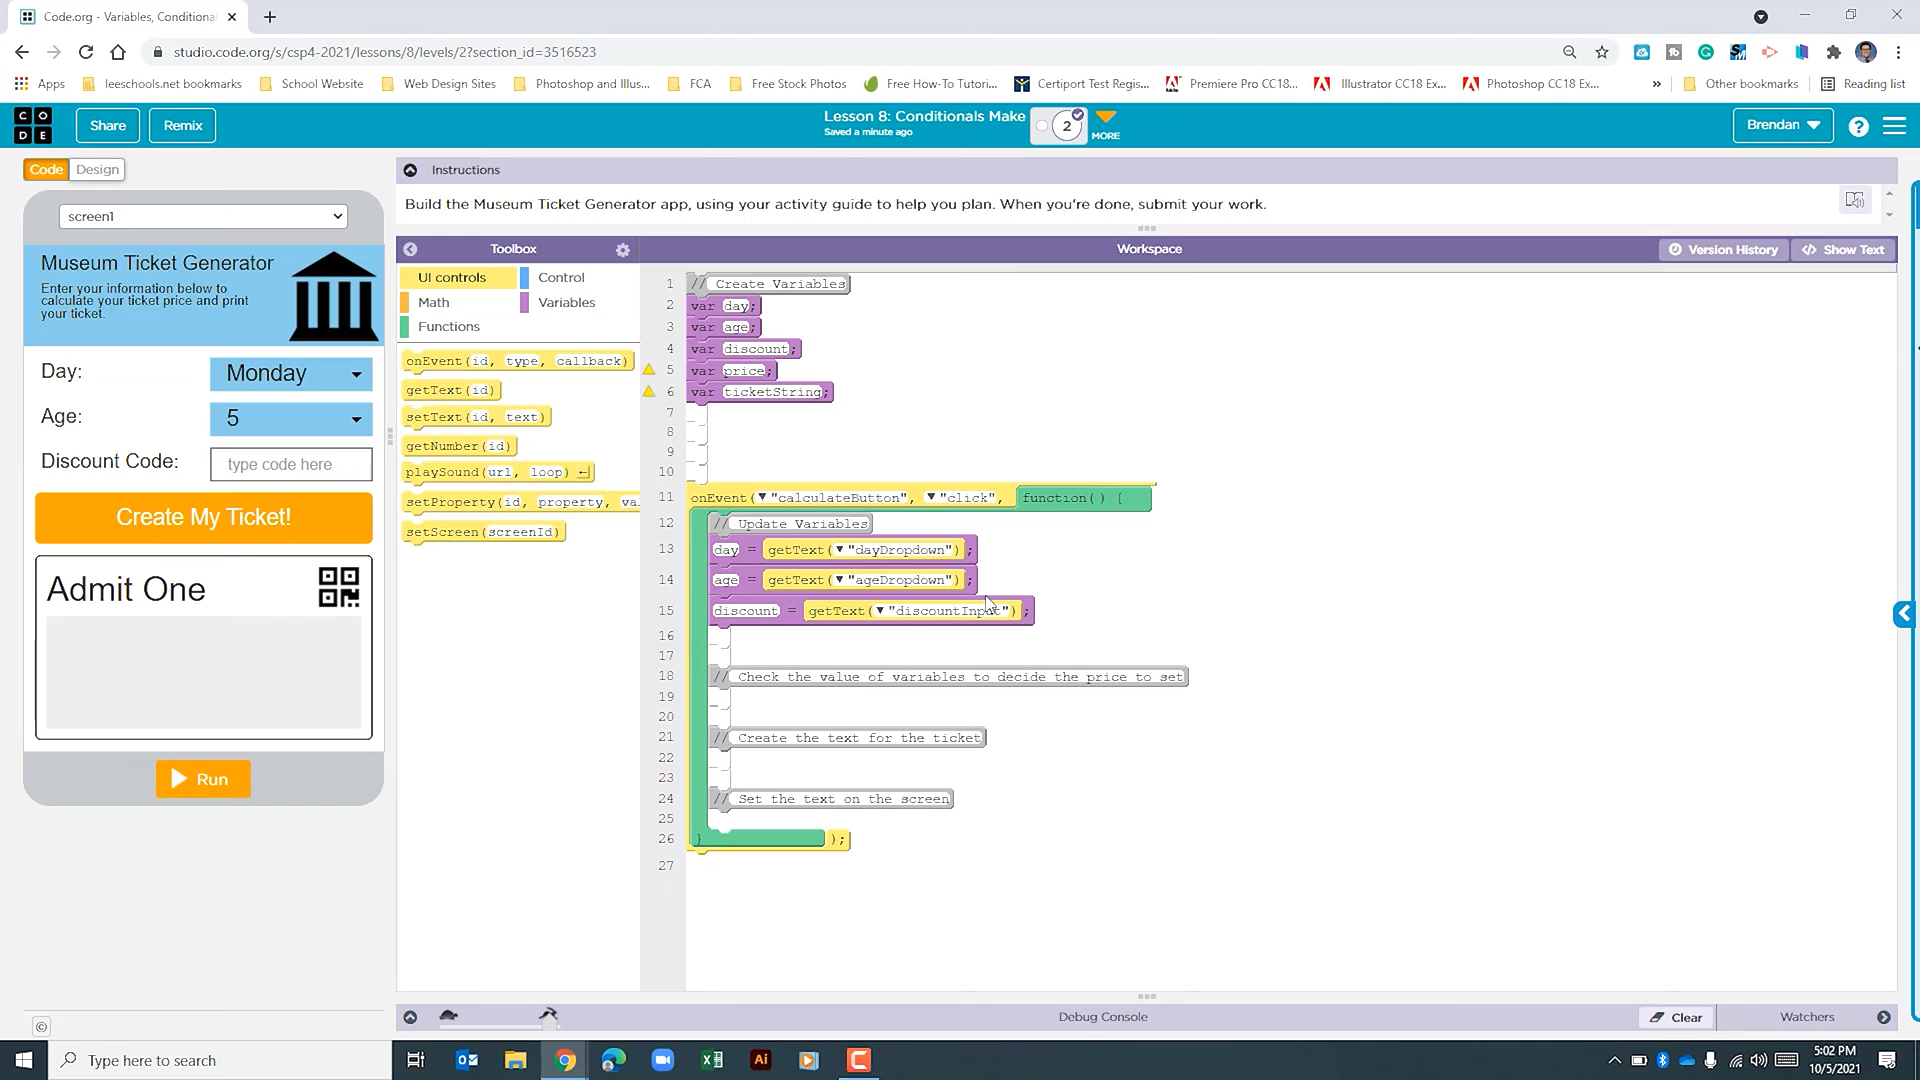 Code.org - Variables, Conditional
studio.code.org/s/csp4-2021/lessons/8/levels/2?section_id=3516523
Apps
leeschools.net bookmarks
School Website
Web Design Sites
Photoshop and Illus...
FCA
Free Stock Photos
Free How-To Tutori...
Certiport Test Regis...
Premiere Pro CC18...
Illustrator CC18 Ex...
Photoshop CC18 Ex...
»
Other bookmarks
Reading list
CODE
Share
Remix
Lesson 8: Conditionals Make
Saved a minute ago
2
MORE
Brendan
?
Code
Design
Instructions
screen1
Build the Museum Ticket Generator app, using your activity guide to help you plan. When you're done, submit your work.
Toolbox
Workspace
Version History
</> Show Text
Museum Ticket Generator
Enter your information below to
calculate your ticket price and print
your ticket.
Day:
Monday
Age:
5
Discount Code:
type code here
Create My Ticket!
Admit One
Run
UI controls
Control
Math
Variables
Functions
onEvent(id, type, callback)
getText(id)
setText(id, text)
getNumber(id)
playSound(url, loop)
setProperty(id, property, va
setScreen(screenId)
1 // Create Variables
2 var day;
3 var age;
4 var discount;
5 var price;
6 var ticketString;
7
8
9
10
11 onEvent("calculateButton", "click", function( ) {
12 // Update Variables
13 day = getText("dayDropdown");
14 age = getText("ageDropdown");
15 discount = getText("discountInput");
16
17
18 // Check the value of variables to decide the price to set
19
20
21 // Create the text for the ticket
22
23
24 // Set the text on the screen
25
26 } );
27
©
Debug Console
Clear
Watchers
Type here to search
5:02 PM
10/5/2021